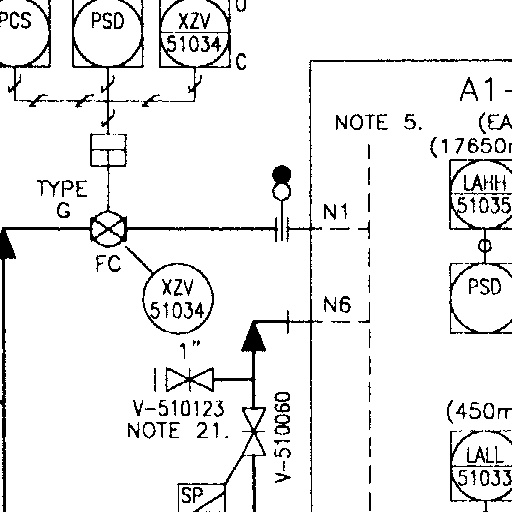 PCS
PSD
XZV
51034
O
C
A1-
NOTE 5.
(EA
(17650m
LAHH
51035
TYPE
G
N1
FC
XZV
51034
PSD
N6
1"
V-510123
NOTE 21.
V-510060
(450m
LALL
51033
SP